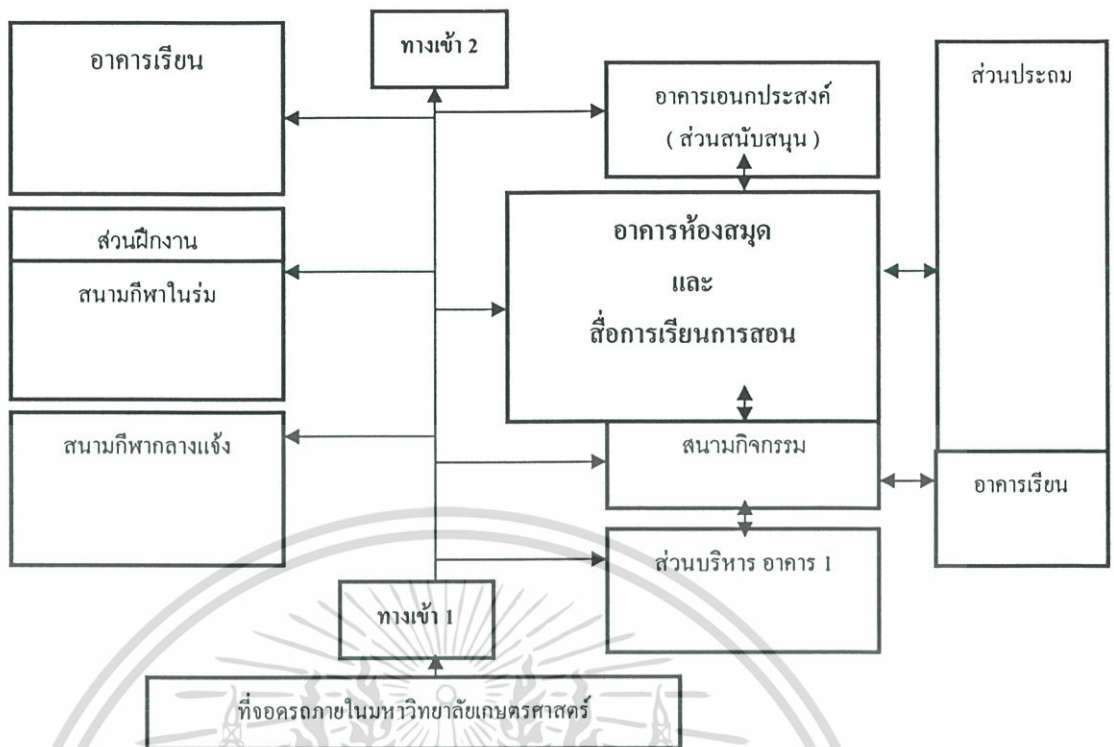 ทางเข้า 2
อาคารเรียน
อาคารเอนกประสงค์
( ส่วนสนับสนุน )
ส่วนประถม
ส่วนฝึกงาน
สนามกีฬาในร่ม
อาคารห้องสมุด
และ
สื่อการเรียนการสอน
สนามกีฬากลางแจ้ง
สนามกิจกรรม
อาคารเรียน
ส่วนบริหาร อาคาร 1
ทางเข้า 1
ที่จอดรถภายในมหาวิทยาลัยเกษตรศาสตร์